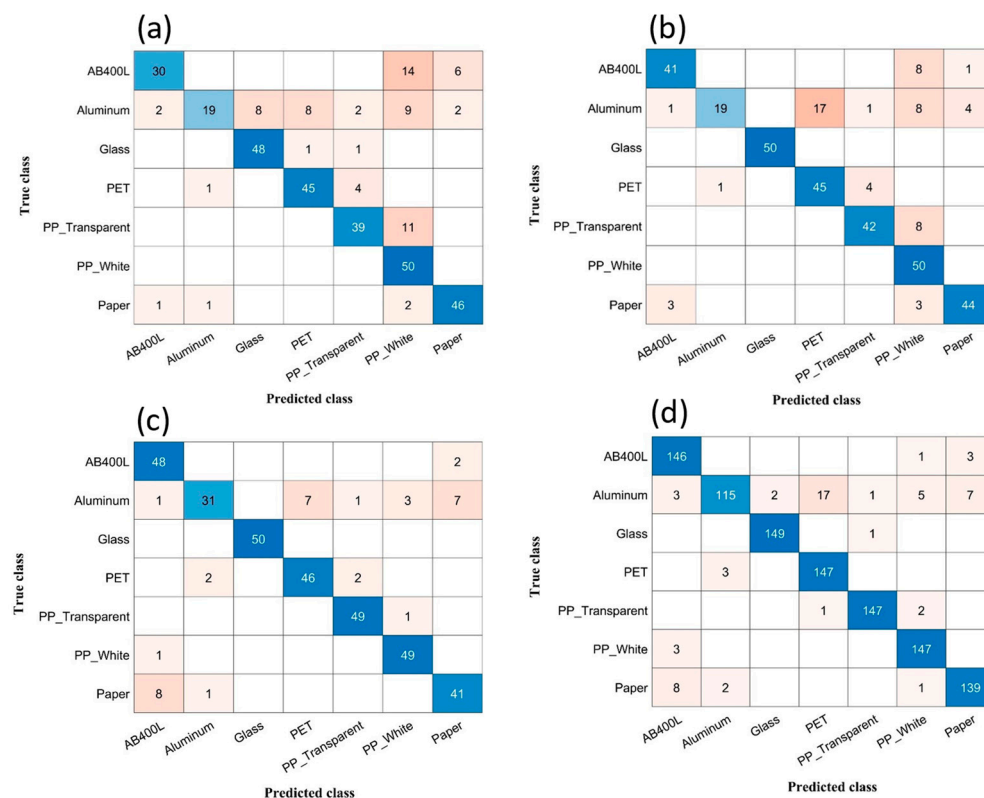 (a)
AB400L 30 14 6
Aluminum 2 19 8 8 2 9 2
Glass 48 1 1
PET 1 45 4
PP_Transparent 39 11
PP_White 50
Paper 1 1 2 46
True class
AB400L Aluminum Glass PET PP_Transparent PP_White Paper
Predicted class
(b)
AB400L 41 8 1
Aluminum 1 19 17 1 8 4
Glass 50
PET 1 45 4
PP_Transparent 42 8
PP_White 50
Paper 3 3 44
True class
AB400L Aluminum Glass PET PP_Transparent PP_White Paper
Predicted class
(c)
AB400L 48 2
Aluminum 1 31 7 1 3 7
Glass 50
PET 2 46 2
PP_Transparent 49 1
PP_White 1 49
Paper 8 1 41
True class
AB400L Aluminum Glass PET PP_Transparent PP_White Paper
Predicted class
(d)
AB400L 146 1 3
Aluminum 3 115 2 17 1 5 7
Glass 149 1
PET 3 147
PP_Transparent 1 147 2
PP_White 3 147
Paper 8 2 1 139
True class
AB400L Aluminum Glass PET PP_Transparent PP_White Paper
Predicted class